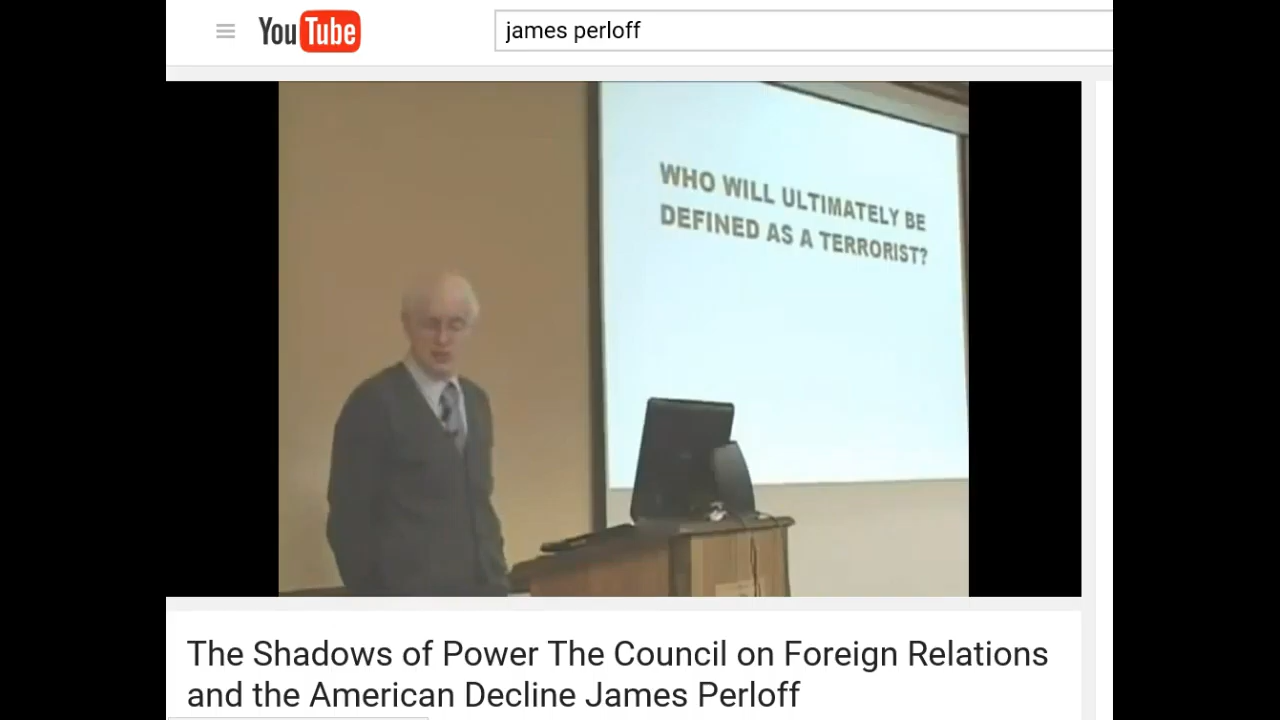 YouTube
james perloff
WHO WILL ULTIMATELY BE
DEFINED AS A TERRORIST?
The Shadows of Power The Council on Foreign Relations
and the American Decline James Perloff